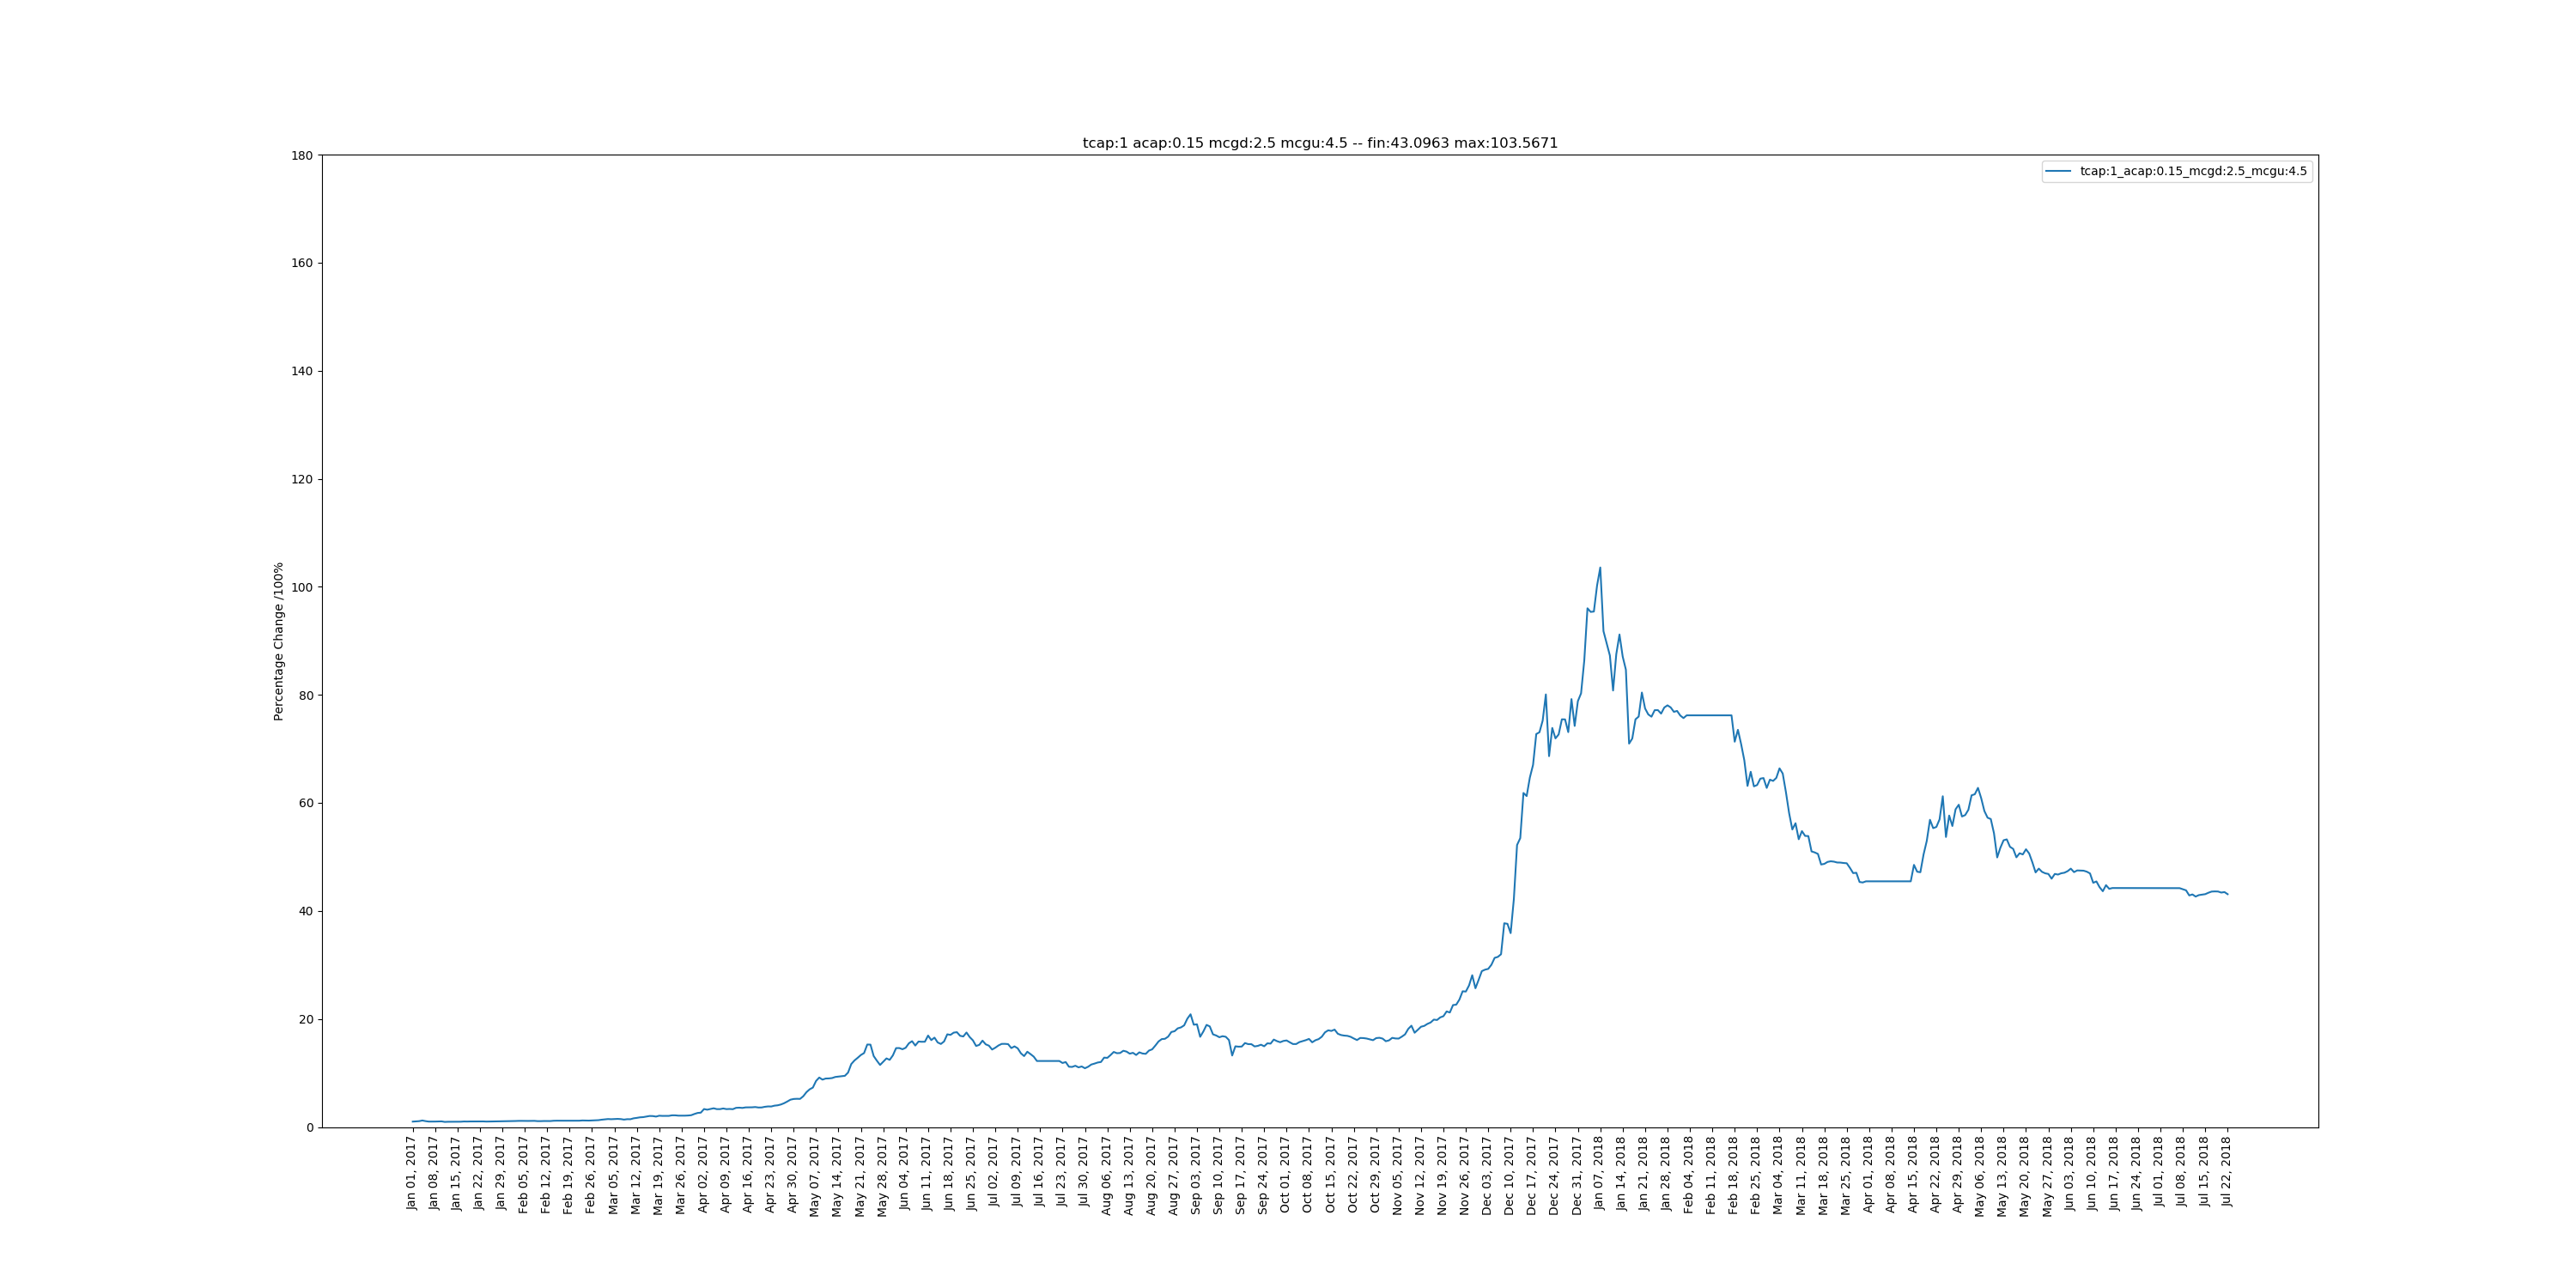 tcap:1 acap:0.15 mcgd:2.5 mcgu:4.5 -- fin:43.0963 max:103.5671
tcap:1_acap:0.15_mcgd:2.5_mcgu:4.5
Percentage Change /100%
180
160
140
120
100
80
60
40
20
0
Jan 01, 2017
Jan 08, 2017
Jan 15, 2017
Jan 22, 2017
Jan 29, 2017
Feb 05, 2017
Feb 12, 2017
Feb 19, 2017
Feb 26, 2017
Mar 05, 2017
Mar 12, 2017
Mar 19, 2017
Mar 26, 2017
Apr 02, 2017
Apr 09, 2017
Apr 16, 2017
Apr 23, 2017
Apr 30, 2017
May 07, 2017
May 14, 2017
May 21, 2017
May 28, 2017
Jun 04, 2017
Jun 11, 2017
Jun 18, 2017
Jun 25, 2017
Jul 02, 2017
Jul 09, 2017
Jul 16, 2017
Jul 23, 2017
Jul 30, 2017
Aug 06, 2017
Aug 13, 2017
Aug 20, 2017
Aug 27, 2017
Sep 03, 2017
Sep 10, 2017
Sep 17, 2017
Sep 24, 2017
Oct 01, 2017
Oct 08, 2017
Oct 15, 2017
Oct 22, 2017
Oct 29, 2017
Nov 05, 2017
Nov 12, 2017
Nov 19, 2017
Nov 26, 2017
Dec 03, 2017
Dec 10, 2017
Dec 17, 2017
Dec 24, 2017
Dec 31, 2017
Jan 07, 2018
Jan 14, 2018
Jan 21, 2018
Jan 28, 2018
Feb 04, 2018
Feb 11, 2018
Feb 18, 2018
Feb 25, 2018
Mar 04, 2018
Mar 11, 2018
Mar 18, 2018
Mar 25, 2018
Apr 01, 2018
Apr 08, 2018
Apr 15, 2018
Apr 22, 2018
Apr 29, 2018
May 06, 2018
May 13, 2018
May 20, 2018
May 27, 2018
Jun 03, 2018
Jun 10, 2018
Jun 17, 2018
Jun 24, 2018
Jul 01, 2018
Jul 08, 2018
Jul 15, 2018
Jul 22, 2018